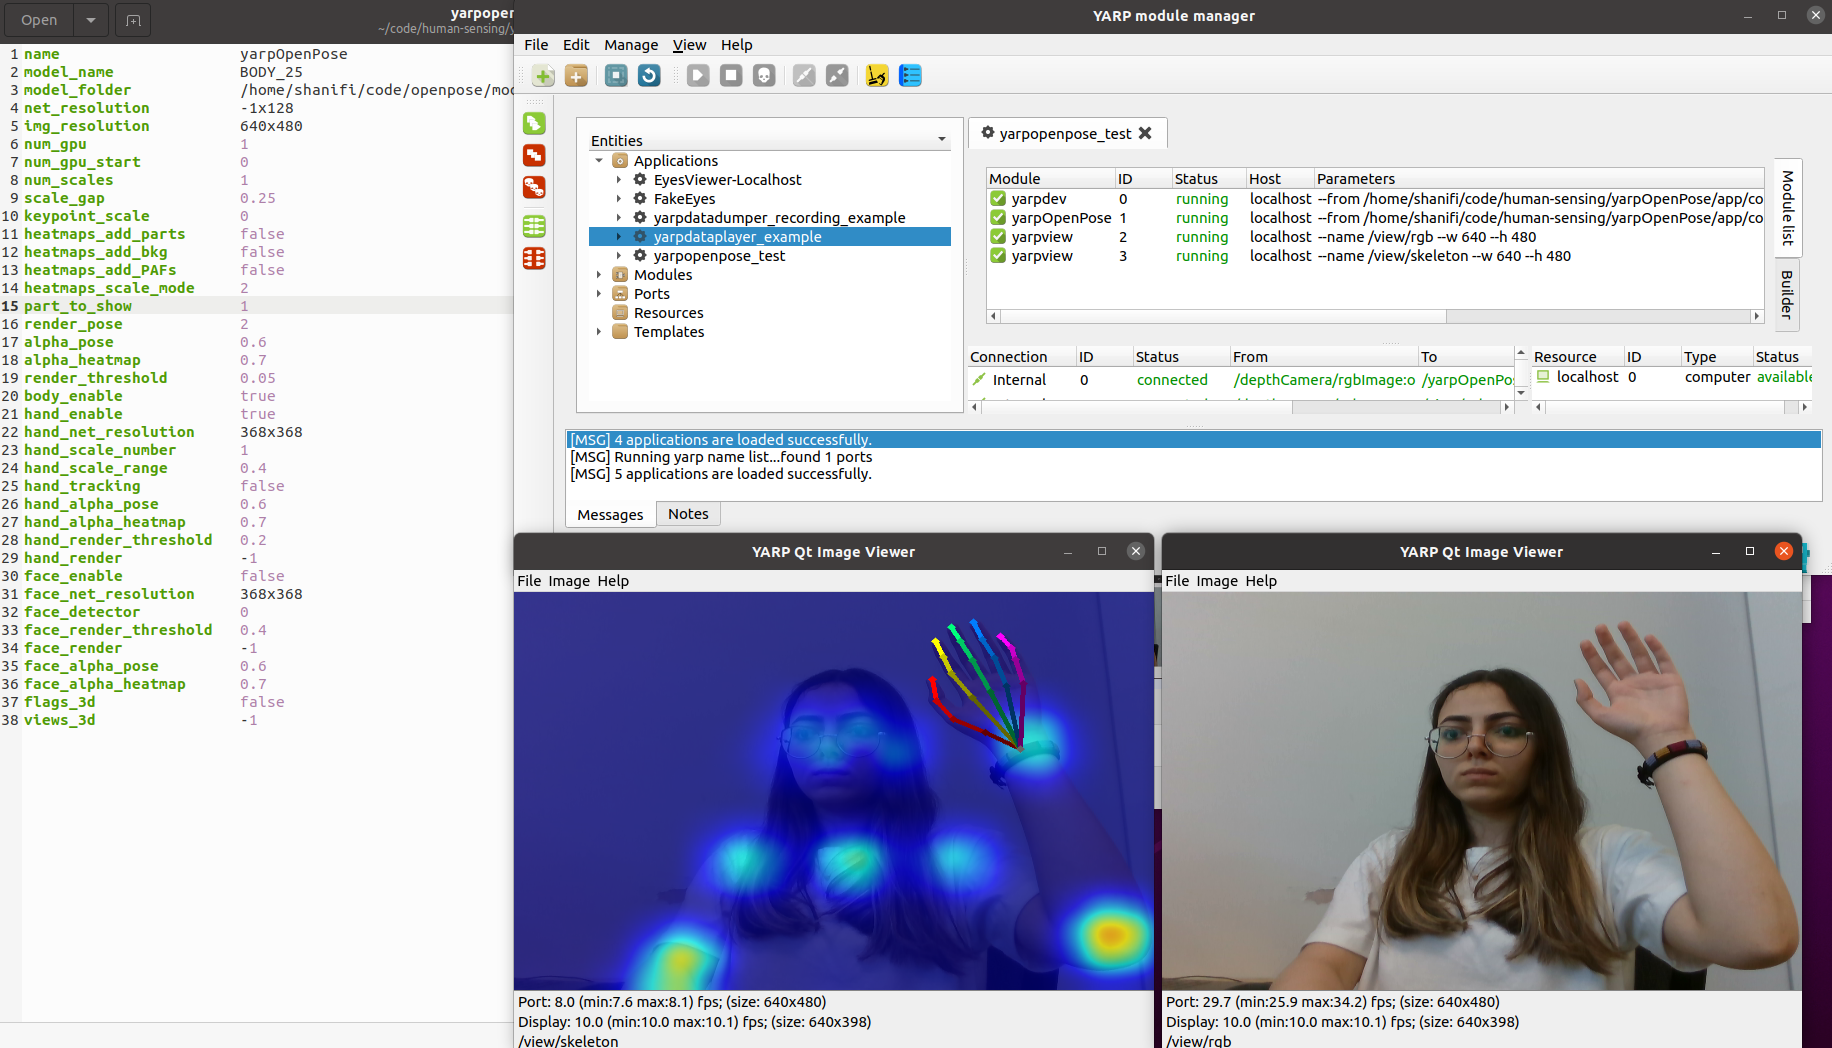 Open
yarpoper
~/code/human-sensing/y
1 name yarpOpenPose
2 model_name BODY_25
3 model_folder /home/shanifi/code/openpose/mod
4 net_resolution -1x128
5 img_resolution 640x480
6 num_gpu 1
7 num_gpu_start 0
8 num_scales 1
9 scale_gap 0.25
10 keypoint_scale 0
11 heatmaps_add_parts false
12 heatmaps_add_bkg false
13 heatmaps_add_PAFs false
14 heatmaps_scale_mode 2
15 part_to_show 1
16 render_pose 2
17 alpha_pose 0.6
18 alpha_heatmap 0.7
19 render_threshold 0.05
20 body_enable true
21 hand_enable true
22 hand_net_resolution 368x368
23 hand_scale_number 1
24 hand_scale_range 0.4
25 hand_tracking false
26 hand_alpha_pose 0.6
27 hand_alpha_heatmap 0.7
28 hand_render_threshold 0.2
29 hand_render -1
30 face_enable false
31 face_net_resolution 368x368
32 face_detector 0
33 face_render_threshold 0.4
34 face_render -1
35 face_alpha_pose 0.6
36 face_alpha_heatmap 0.7
37 flags_3d false
38 views_3d -1
YARP module manager
File Edit Manage View Help
Entities
Applications
EyesViewer-Localhost
FakeEyes
yarpdatadumper_recording_example
yarpdataplayer_example
yarpopenpose_test
Modules
Ports
Resources
Templates
yarpopenpose_test
Module ID Status Host Parameters
yarpdev 0 running localhost --from /home/shanifi/code/human-sensing/yarpOpenPose/app/co
yarpOpenPose 1 running localhost --from /home/shanifi/code/human-sensing/yarpOpenPose/app/co
yarpview 2 running localhost --name /view/rgb --w 640 --h 480
yarpview 3 running localhost --name /view/skeleton --w 640 --h 480
Module list
Builder
Connection ID Status From To
Internal 0 connected /depthCamera/rgbImage:o /yarpOpenPo
Resource ID Type Status
localhost 0 computer available
[MSG] 4 applications are loaded successfully.
[MSG] Running yarp name list...found 1 ports
[MSG] 5 applications are loaded successfully.
Messages Notes
YARP Qt Image Viewer
File Image Help
Port: 8.0 (min:7.6 max:8.1) fps; (size: 640x480)
Display: 10.0 (min:10.0 max:10.1) fps; (size: 640x398)
/view/skeleton
YARP Qt Image Viewer
File Image Help
Port: 29.7 (min:25.9 max:34.2) fps; (size: 640x480)
Display: 10.0 (min:10.0 max:10.1) fps; (size: 640x398)
/view/rgb